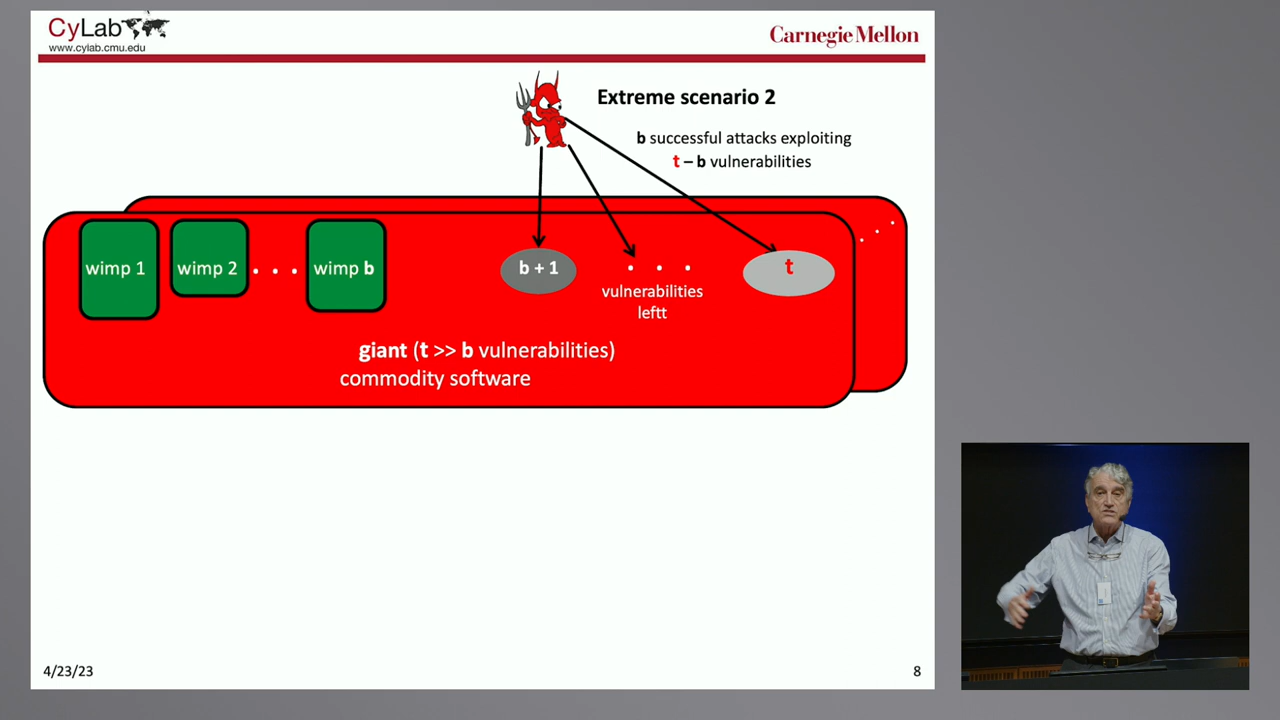 CyLab
www.cylab.cmu.edu
Carnegie Mellon
Extreme scenario 2
b successful attacks exploiting
t – b vulnerabilities
wimp 1
wimp 2
. . .
wimp b
b + 1
. . .
t
. . .
vulnerabilities
leftt
giant (t >> b vulnerabilities)
commodity software
4/23/23
8